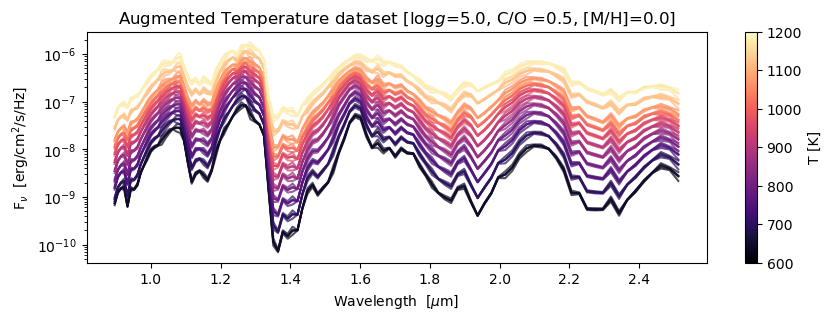 Augmented Temperature dataset [logg=5.0, C/O =0.5, [M/H]=0.0]
F_ν [erg/cm²/s/Hz]
10⁻⁶
10⁻⁷
10⁻⁸
10⁻⁹
10⁻¹⁰
1.0 1.2 1.4 1.6 1.8 2.0 2.2 2.4
Wavelength [μm]
1200
1100
1000
900
800
700
600
T [K]